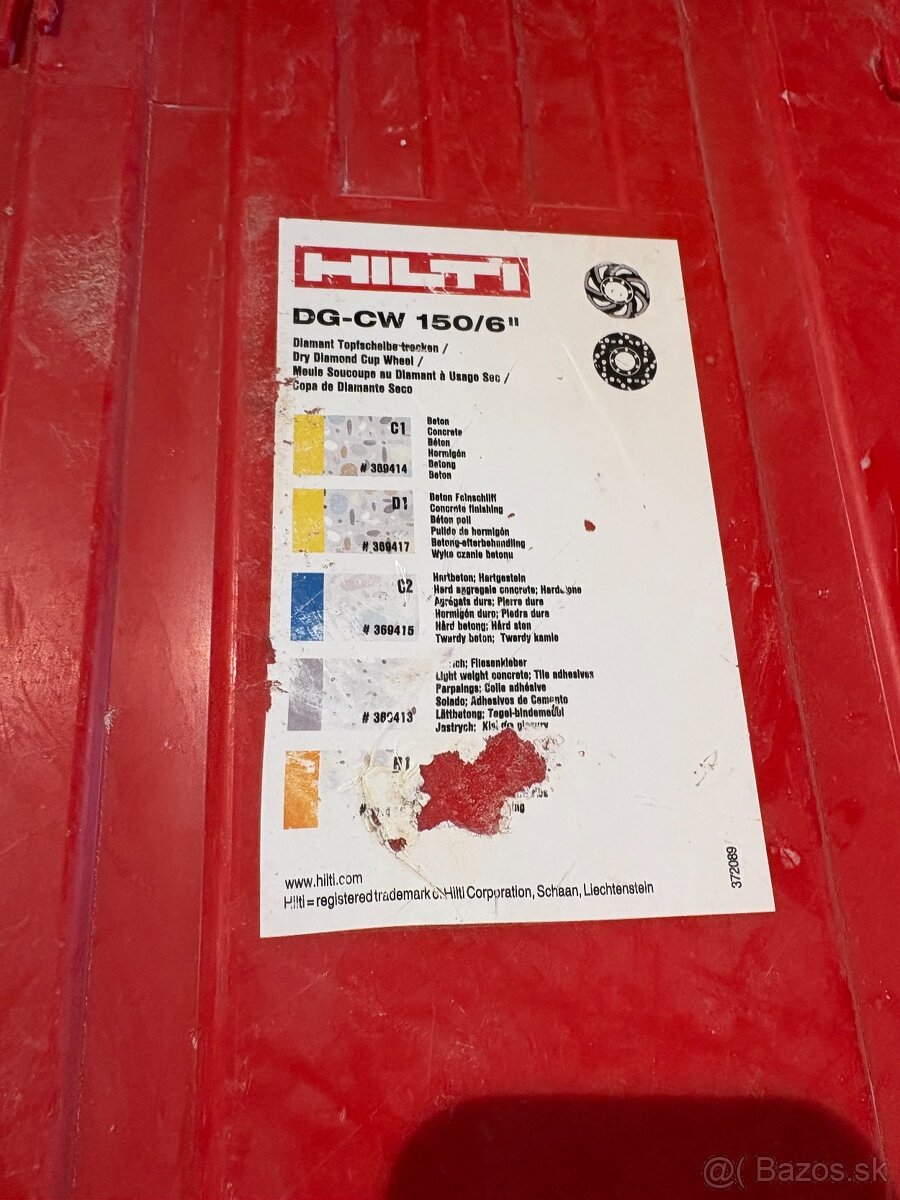 HILTI
DG-CW 150/6"
Diamant Topfscheibe trocken /
Dry Diamond Cup Wheel /
Meule Soucoupe au Diamant à Usage Sec /
Copa de Diamante Seco
C1
# 369414
Beton
Concrete
Béton
Hormigón
Betong
Beton
D1
# 369417
Beton Feinschliff
Concrete finishing
Béton poli
Pulido de hormigón
Betong-efterbehandling
Wyka czanie betonu
C2
# 369415
Hartbeton; Hartgestein
Hard aggregate concrete;
Agrégats durs; Pierre dure
Hormigón duro; Piedra dura
Hård betong; Hård sten
Twardy beton; Twardy kamie
# 369413
Fliesenkleber
Light weight concrete; Tile adhesives
Parpaings; Colle adhésive
Solado; Adhesivos de Cemento
Lättbetong; Tegel-bindemedel
Jastrych;
#
www.hilti.com
Hilti = registered trademark of Hilti Corporation, Schaan, Liechtenstein
372089
@( Bazos.sk